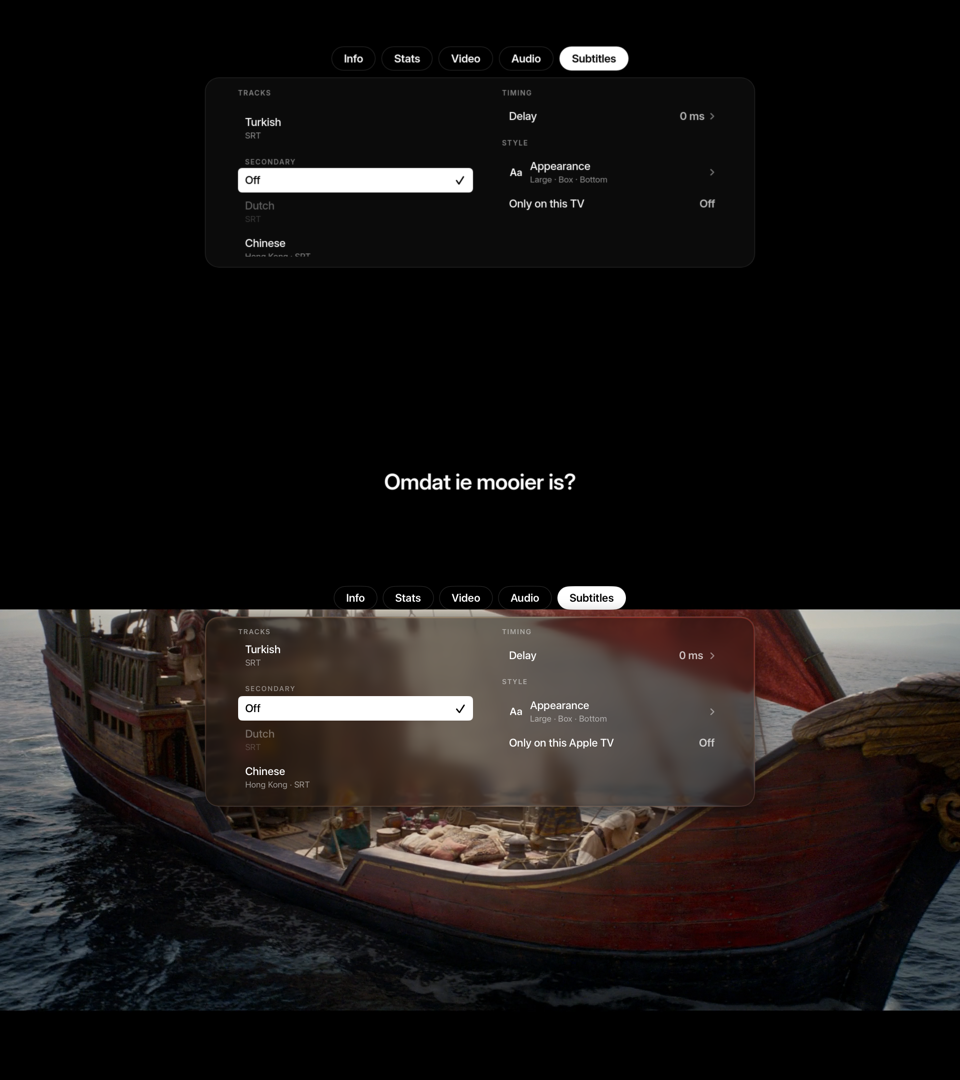 Info Stats Video Audio Subtitles
TRACKS
Turkish
SRT
SECONDARY
Off
Dutch
SRT
Chinese
Hong Kong · SRT
TIMING
Delay 0 ms
STYLE
Aa Appearance
Large · Box · Bottom
Only on this TV Off
Omdat ie mooier is?
Info Stats Video Audio Subtitles
TRACKS
Turkish
SRT
SECONDARY
Off
Dutch
SRT
Chinese
Hong Kong · SRT
TIMING
Delay 0 ms
STYLE
Aa Appearance
Large · Box · Bottom
Only on this Apple TV Off